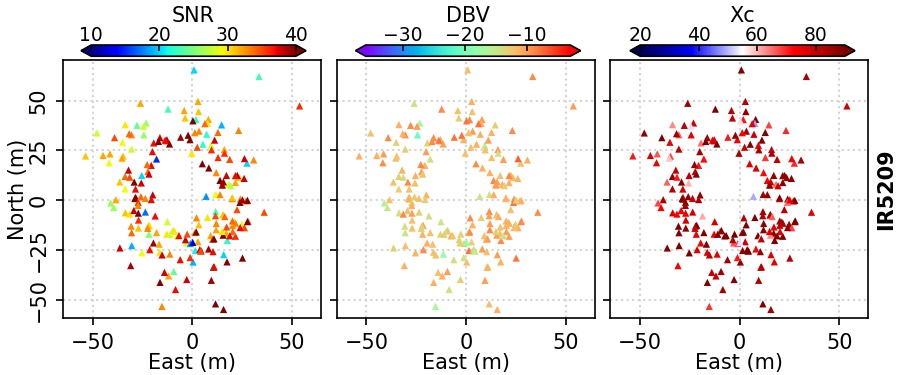 SNR DBV Xc
10 20 30 40 −30 −20 −10 20 40 60 80
North (m)
50
25
0
−25
−50
IR5209
−50 0 50 −50 0 50 −50 0 50
East (m) East (m) East (m)